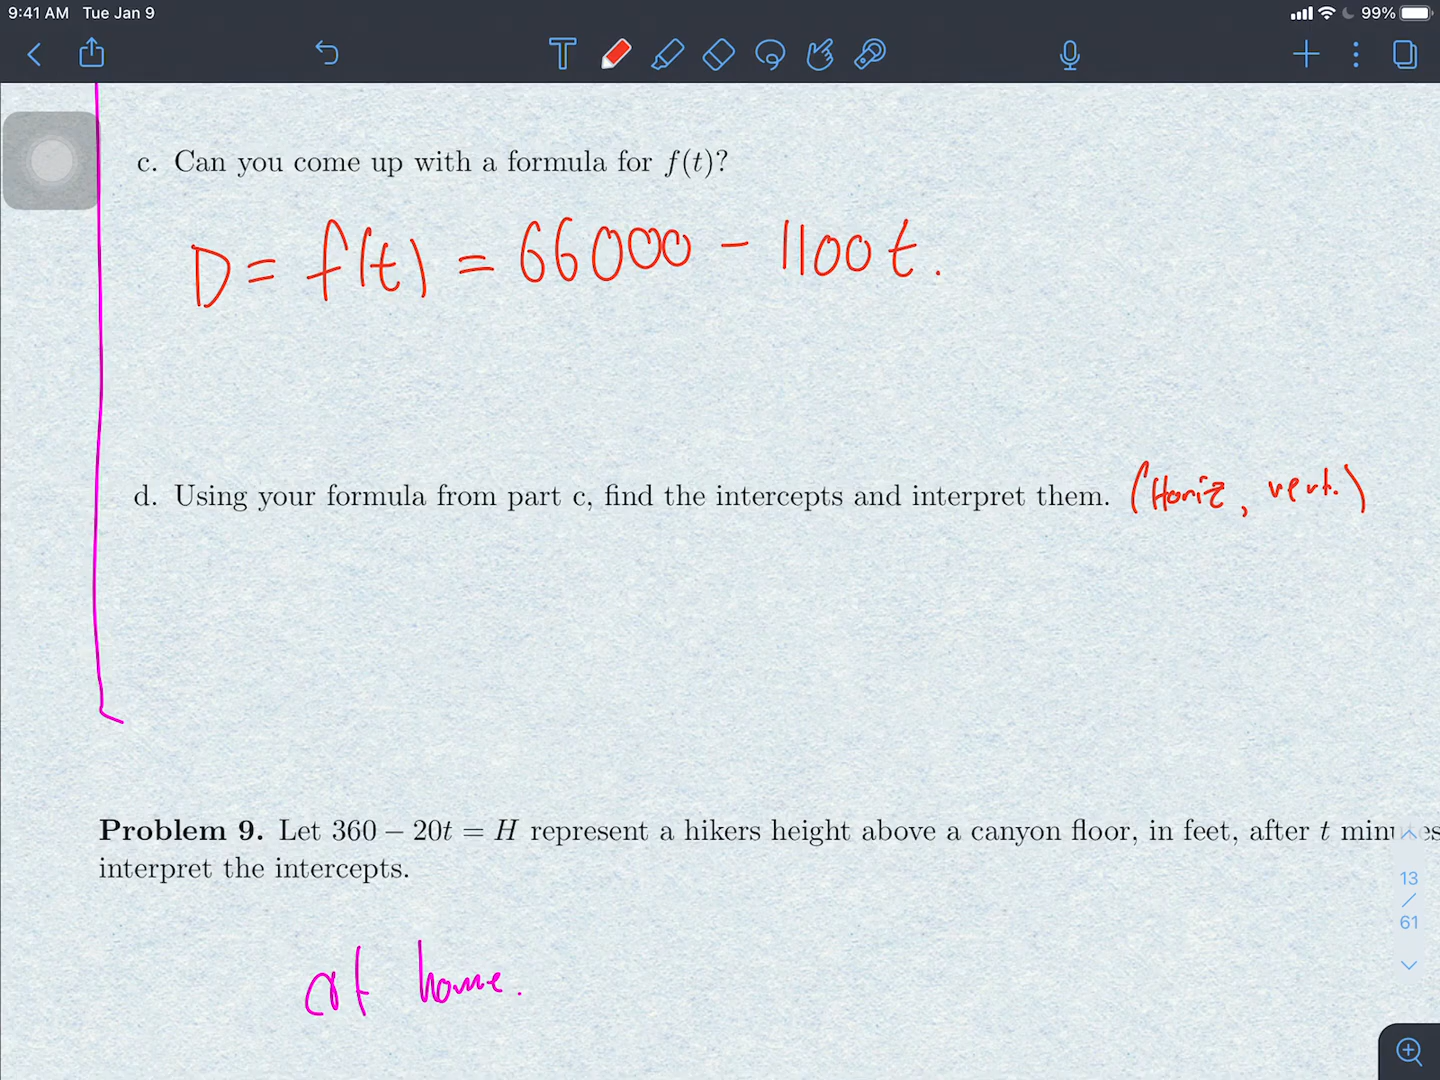 9:41 AM Tue Jan 9
99%
c. Can you come up with a formula for f(t)?
D = f(t) = 66000 - 1100t.
d. Using your formula from part c, find the intercepts and interpret them. (Horiz, vert.)
Problem 9. Let 360 − 20t = H represent a hikers height above a canyon floor, in feet, after t
interpret the intercepts.
13
/
61
at home.